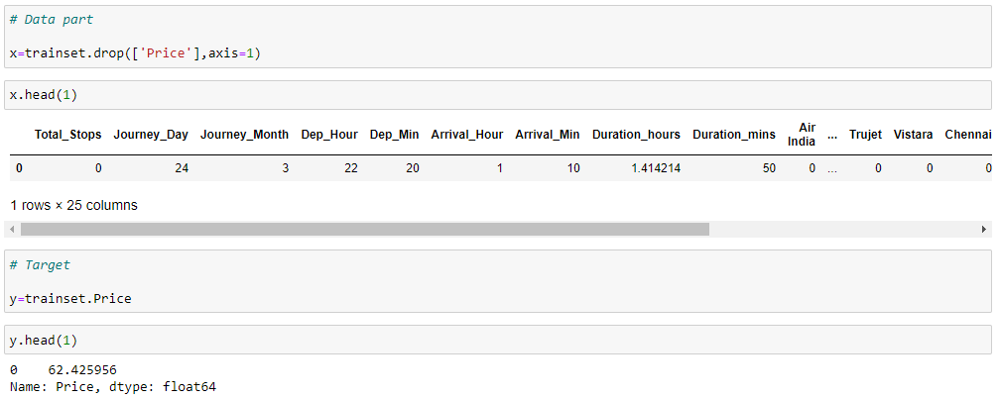 # Data part
x=trainset.drop(['Price'],axis=1)
x.head(1)
Total_Stops Journey_Day Journey_Month Dep_Hour Dep_Min Arrival_Hour Arrival_Min Duration_hours Duration_mins Air India ... Trujet Vistara Chennai
0 0 24 3 22 20 1 10 1.414214 50 0 ... 0 0 0
1 rows × 25 columns
# Target
y=trainset.Price
y.head(1)
0 62.425956
Name: Price, dtype: float64